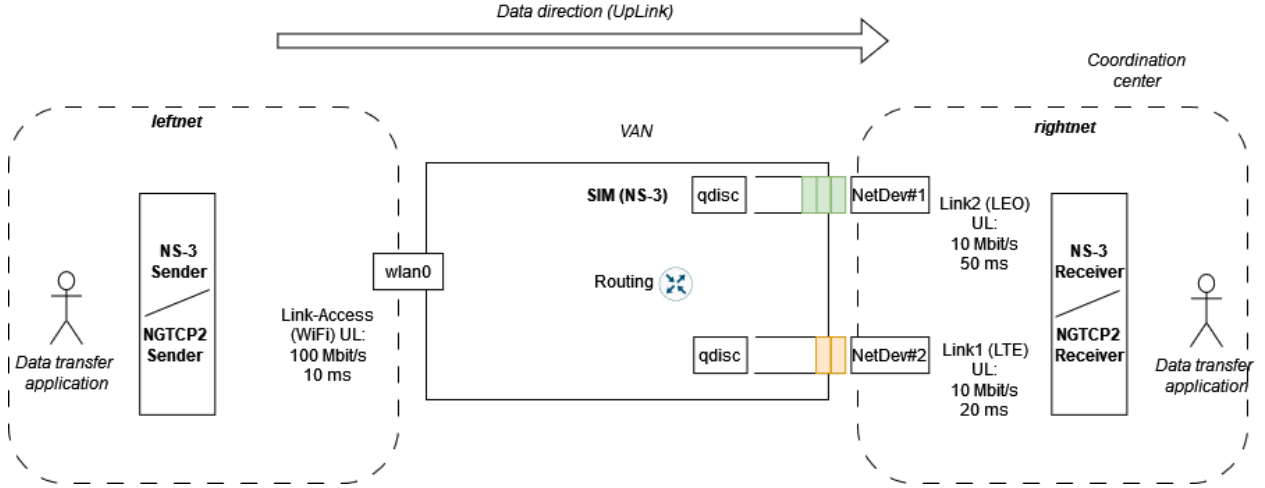 Data direction (UpLink)
Coordination
center
leftnet
VAN
rightnet
SIM (NS-3)
qdisc
NetDev#1
Link2 (LEO)
UL:
10 Mbit/s
50 ms
NS-3
Sender
NGTCP2
Sender
wlan0
Routing
NS-3
Receiver
NGTCP2
Receiver
Link-Access
(WiFi) UL:
100 Mbit/s
10 ms
qdisc
NetDev#2
Link1 (LTE)
UL:
10 Mbit/s
20 ms
Data transfer
application
Data transfer
application